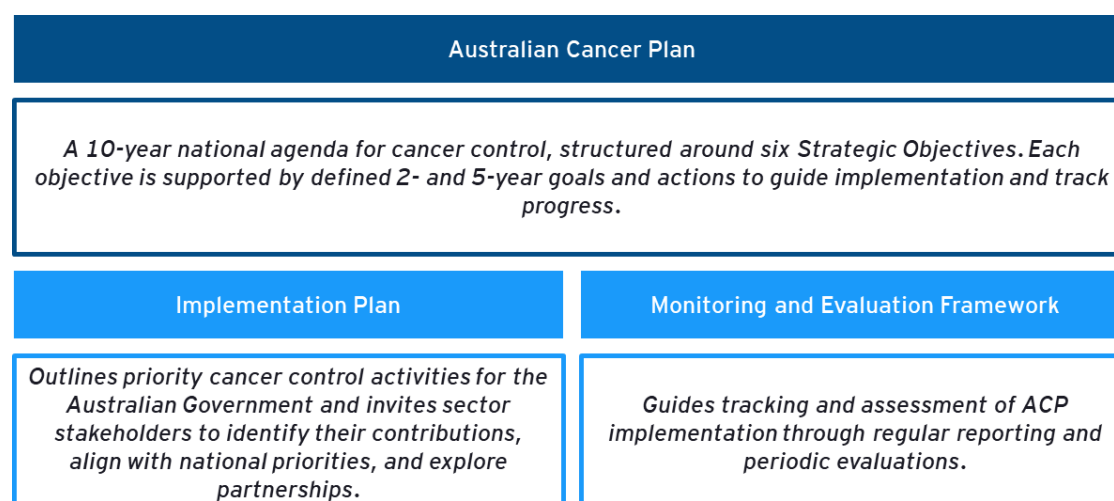 Australian Cancer Plan
A 10-year national agenda for cancer control, structured around six Strategic Objectives. Each
objective is supported by defined 2- and 5-year goals and actions to guide implementation and track
progress.
Implementation Plan
Monitoring and Evaluation Framework
Outlines priority cancer control activities for the
Australian Government and invites sector
stakeholders to identify their contributions,
align with national priorities, and explore
partnerships.
Guides tracking and assessment of ACP
implementation through regular reporting and
periodic evaluations.